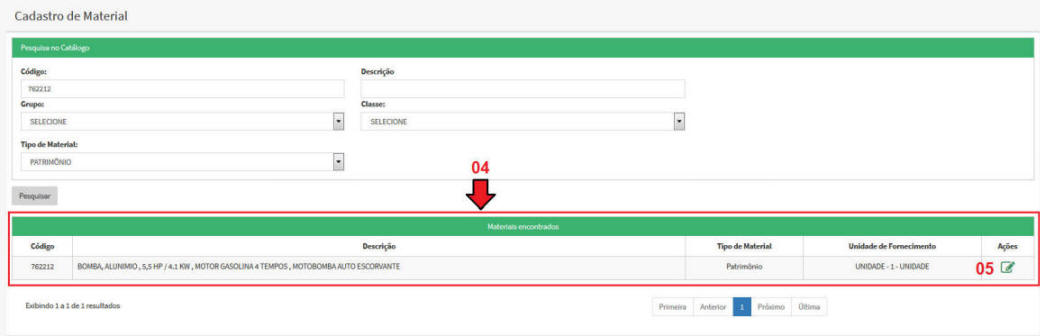 Cadastro de Material
Pesquisa no Catálogo
Código: Descrição
762212
Grupo: Classe:
SELECIONE SELECIONE
Tipo de Material:
PATRIMÔNIO
04
Pesquisar
Materiais encontrados
Código Descrição Tipo de Material Unidade de Fornecimento Ações
762212 BOMBA, ALUNIMIO , 5,5 HP / 4.1 KW , MOTOR GASOLINA 4 TEMPOS , MOTOBOMBA AUTO ESCORVANTE Patrimônio UNIDADE - 1 - UNIDADE 05
Exibindo 1 a 1 de 1 resultados Primeira Anterior 1 Próximo Última